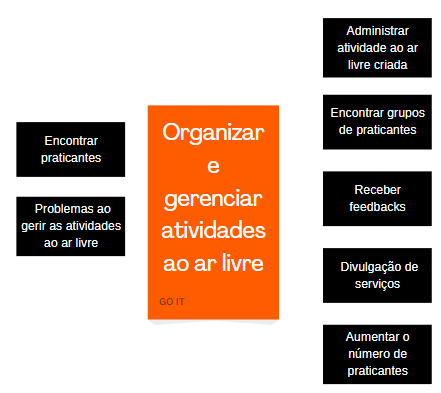 Encontrar
praticantes
Problemas ao
gerir as atividades
ao ar livre
Organizar
e
gerenciar
atividades
ao ar livre
GO IT
Administrar
atividade ao ar
livre criada
Encontrar grupos
de praticantes
Receber
feedbacks
Divulgação de
serviços
Aumentar o
número de
praticantes